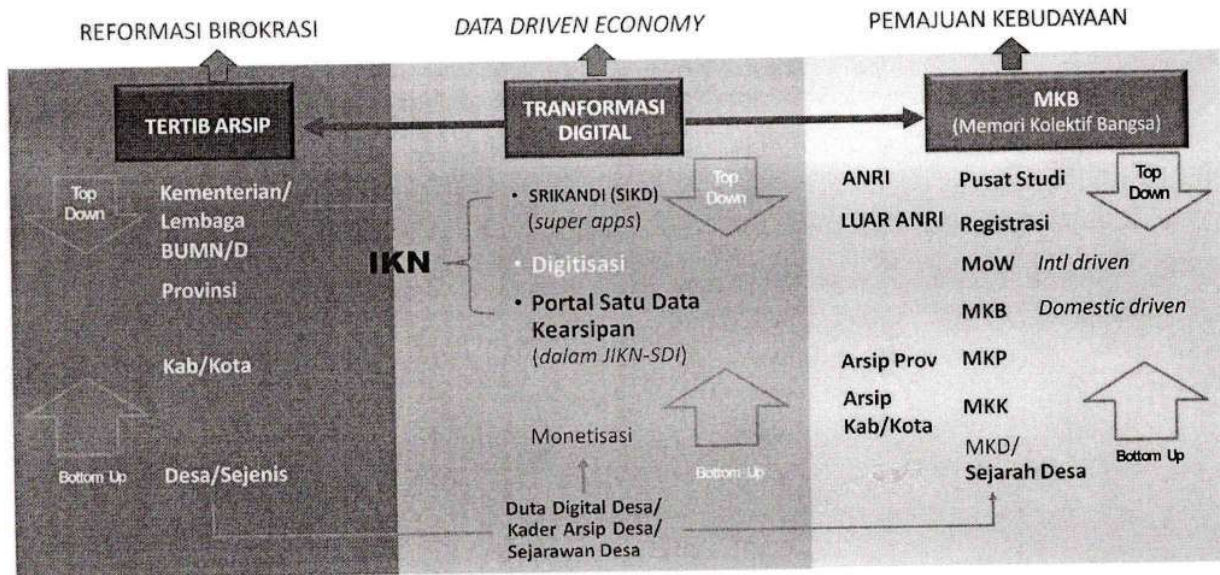 REFORMASI BIROKRASI
DATA DRIVEN ECONOMY
PEMAJUAN KEBUDAYAAN
TERTIB ARSIP
TRANFORMASI
DIGITAL
MKB
(Memori Kolektif Bangsa)
Top
Down
Kementerian/
Lembaga
BUMN/D
Provinsi
Kab/Kota
Bottom Up
Desa/Sejenis
IKN
• SRIKANDI (SIKD)
(super apps)
• Digitisasi
• Portal Satu Data
Kearsipan
(dalam JIKN-SDI)
Top
Down
Monetisasi
Bottom Up
Duta Digital Desa/
Kader Arsip Desa/
Sejarawan Desa
ANRI Pusat Studi
LUAR ANRI Registrasi
MoW Intl driven
MKB Domestic driven
Top
Down
Arsip Prov MKP
Arsip
Kab/Kota MKK
MKD/
Sejarah Desa
Bottom Up